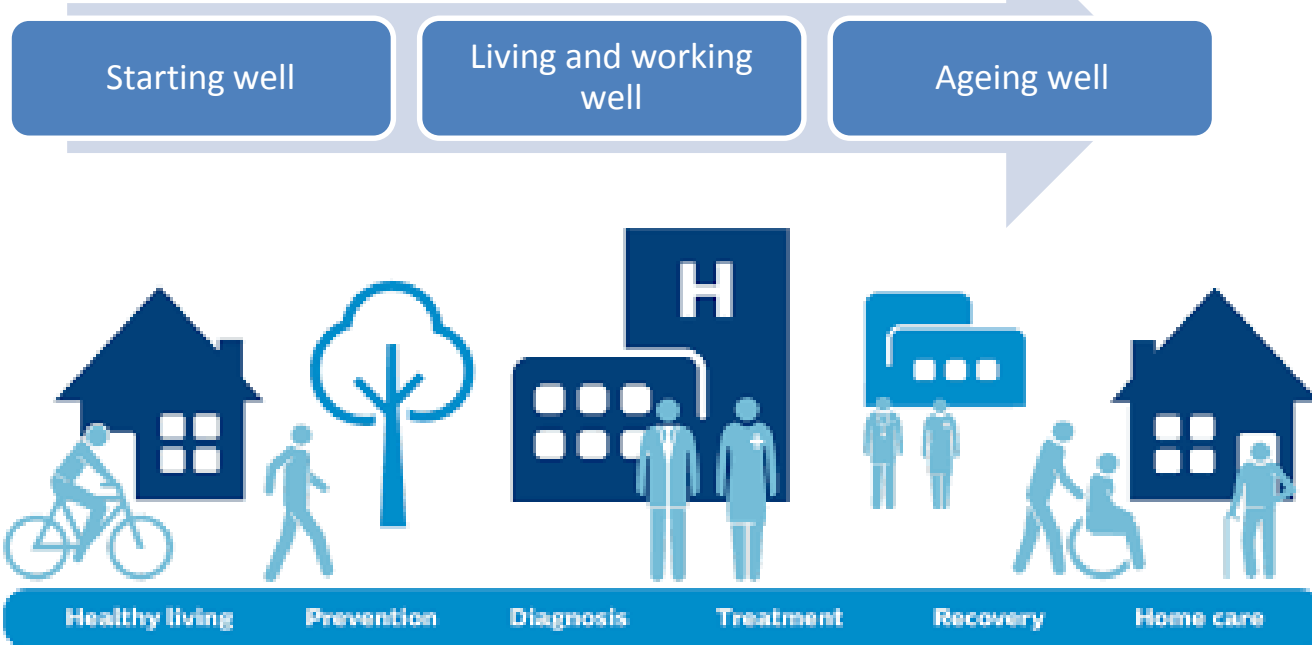 Starting well
Living and working
well
Ageing well
H
Healthy living Prevention Diagnosis Treatment Recovery Home care